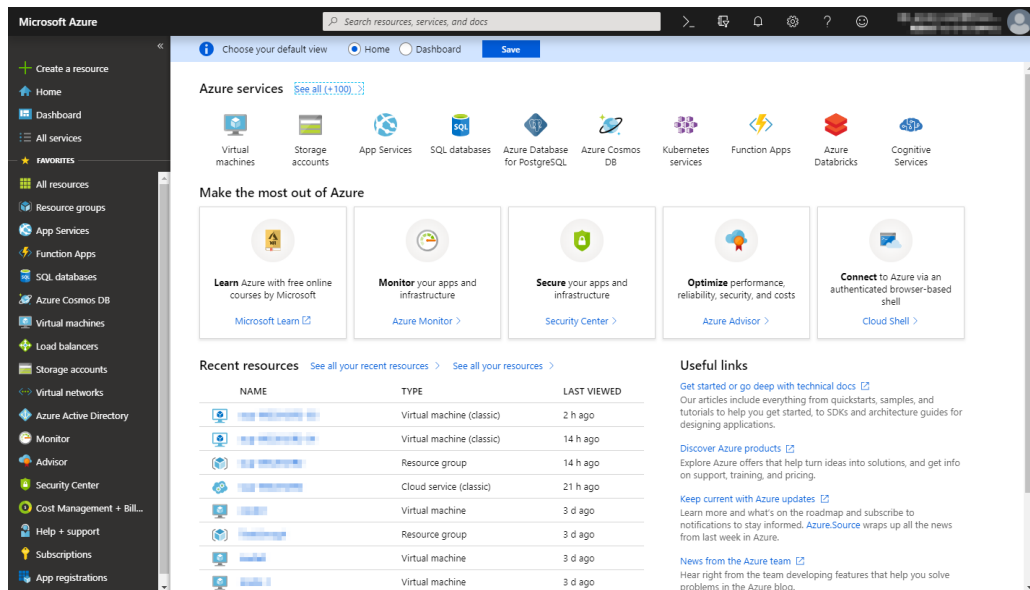 Microsoft Azure
Search resources, services, and docs
Create a resource
Home
Dashboard
All services
FAVORITES
All resources
Resource groups
App Services
Function Apps
SQL databases
Azure Cosmos DB
Virtual machines
Load balancers
Storage accounts
Virtual networks
Azure Active Directory
Monitor
Advisor
Security Center
Cost Management + Bill...
Help + support
Subscriptions
App registrations
Choose your default view Home Dashboard Save
Azure services See all (+100)
Virtual
machines
Storage
accounts
App Services
SQL databases
Azure Database
for PostgreSQL
Azure Cosmos
DB
Kubernetes
services
Function Apps
Azure
Databricks
Cognitive
Services
Make the most out of Azure
Learn Azure with free online
courses by Microsoft
Microsoft Learn
Monitor your apps and
infrastructure
Azure Monitor
Secure your apps and
infrastructure
Security Center
Optimize performance,
reliability, security, and costs
Azure Advisor
Connect to Azure via an
authenticated browser-based
shell
Cloud Shell
Recent resources See all your recent resources See all your resources
NAME TYPE LAST VIEWED
Virtual machine (classic) 2 h ago
Virtual machine (classic) 14 h ago
Resource group 14 h ago
Cloud service (classic) 21 h ago
Virtual machine 3 d ago
Resource group 3 d ago
Virtual machine 3 d ago
Virtual machine 3 d ago
Useful links
Get started or go deep with technical docs
Our articles include everything from quickstarts, samples, and
tutorials to help you get started, to SDKs and architecture guides for
designing applications.
Discover Azure products
Explore Azure offers that help turn ideas into solutions, and get info
on support, training, and pricing.
Keep current with Azure updates
Learn more and what's on the roadmap and subscribe to
notifications to stay informed. Azure.Source wraps up all the news
from last week in Azure.
News from the Azure team
Hear right from the team developing features that help you solve
problems in the Azure blog.